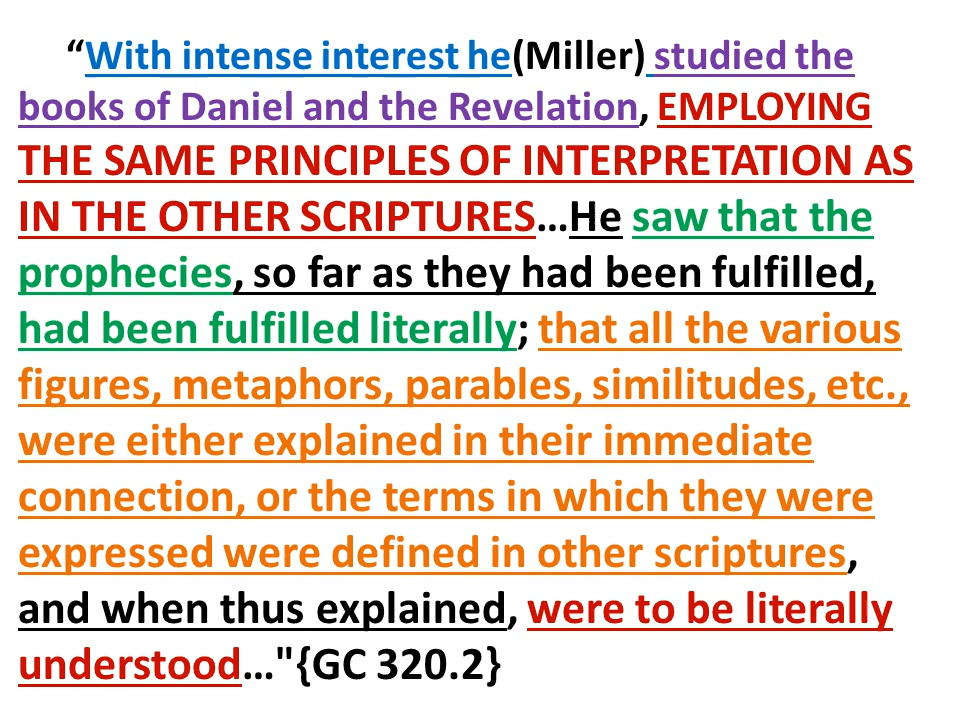 “With intense interest he(Miller) studied the
books of Daniel and the Revelation, EMPLOYING
THE SAME PRINCIPLES OF INTERPRETATION AS
IN THE OTHER SCRIPTURES…He saw that the
prophecies, so far as they had been fulfilled,
had been fulfilled literally; that all the various
figures, metaphors, parables, similitudes, etc.,
were either explained in their immediate
connection, or the terms in which they were
expressed were defined in other scriptures,
and when thus explained, were to be literally
understood…"{GC 320.2}